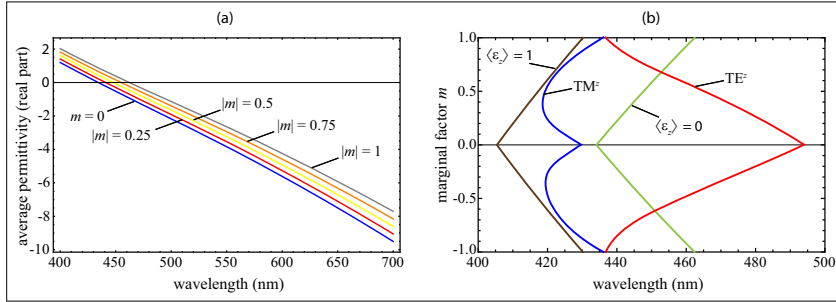 (a)
average permittivity (real part)
2
0
-2
-4
-6
-8
-10
m = 0
|m| = 0.25
|m| = 0.5
|m| = 0.75
|m| = 1
400 450 500 550 600 650 700
wavelength (nm)
(b)
marginal factor m
1.0
0.5
0.0
-0.5
-1.0
⟨ε_z⟩ = 1
TM^z
TE^z
⟨ε_z⟩ = 0
400 420 440 460 480 500
wavelength (nm)